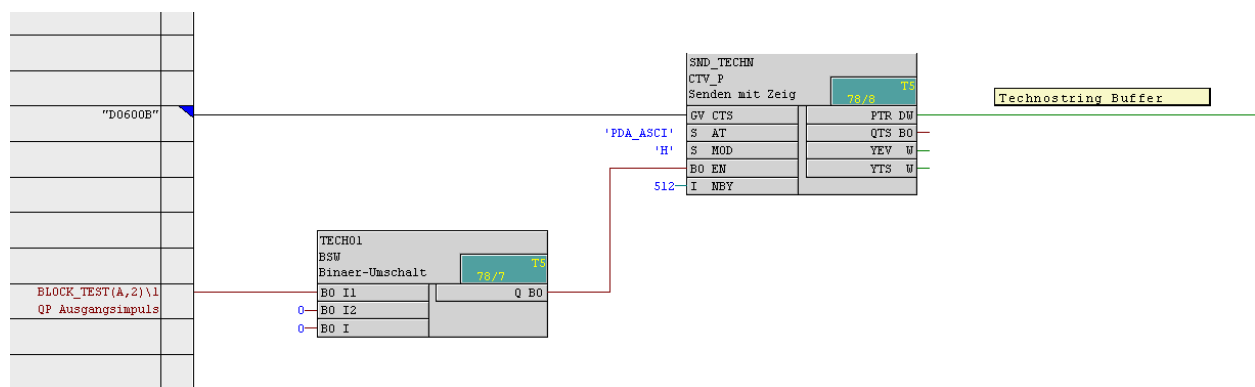 SND_TECHN
CTV_P
Senden mit Zeig
T5
78/8
Technostring Buffer
"D0600B"
GV CTS
PTR DW
'PDA_ASCI'
S AT
QTS BO
'H'
S MOD
YEV W
BO EN
YTS W
512
I NBY
TECH01
BSW
Binaer-Umschalt
T5
78/7
BLOCK_TEST(A,2)\1
BO I1
Q BO
QP Ausgangsimpuls
0
BO I2
0
BO I